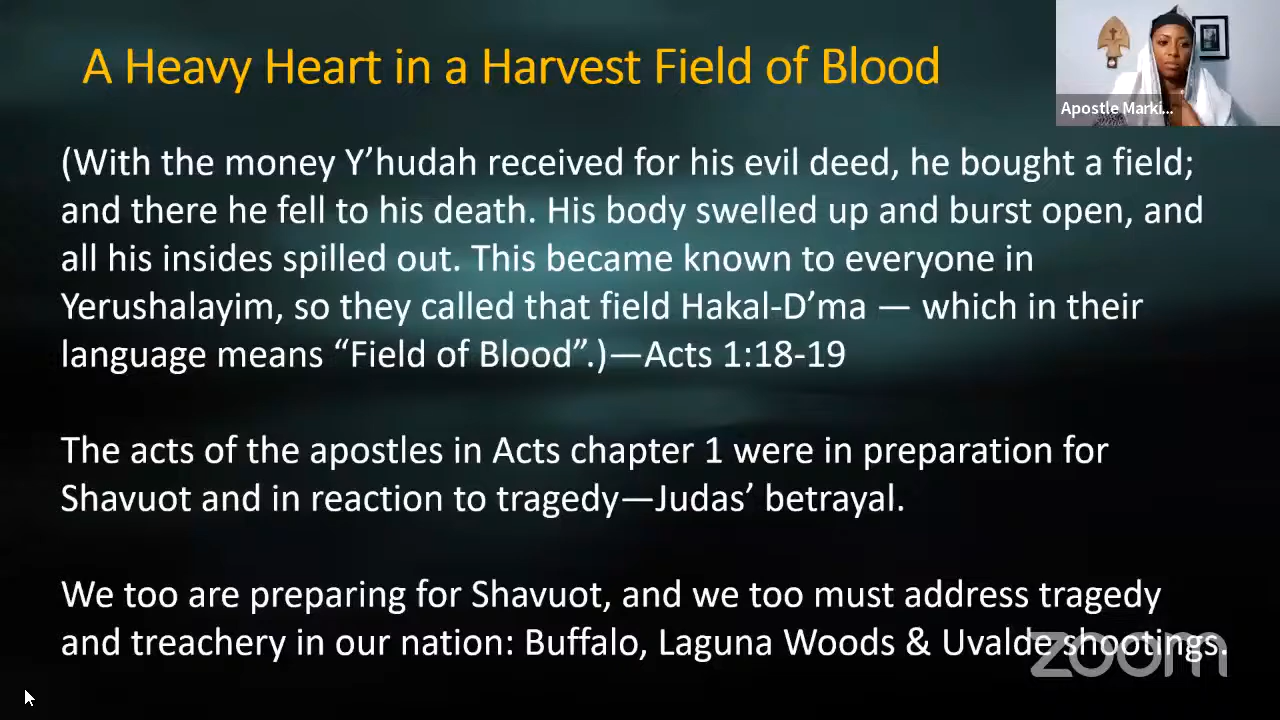 A Heavy Heart in a Harvest Field of Blood
Apostle Marki...
(With the money Y’hudah received for his evil deed, he bought a field;
and there he fell to his death. His body swelled up and burst open, and
all his insides spilled out. This became known to everyone in
Yerushalayim, so they called that field Hakal-D’ma — which in their
language means “Field of Blood”.)—Acts 1:18-19
The acts of the apostles in Acts chapter 1 were in preparation for
Shavuot and in reaction to tragedy—Judas’ betrayal.
We too are preparing for Shavuot, and we too must address tragedy
and treachery in our nation: Buffalo, Laguna Woods & Uvalde shootings.
zoom